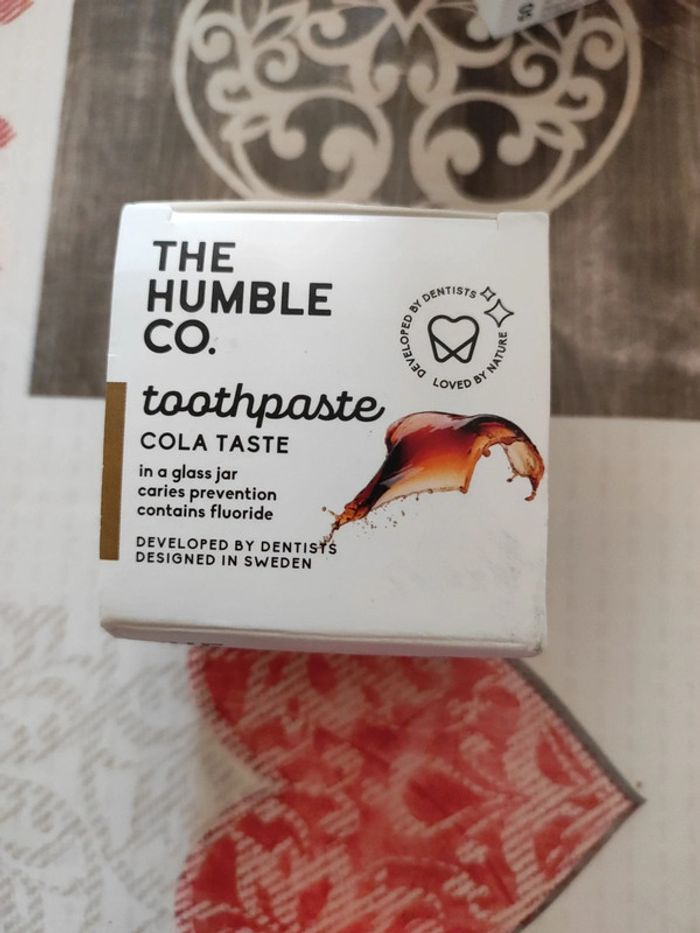 THE
HUMBLE
CO.
DEVELOPED BY DENTISTS
LOVED BY NATURE
toothpaste
COLA TASTE
in a glass jar
caries prevention
contains fluoride
DEVELOPED BY DENTISTS
DESIGNED IN SWEDEN